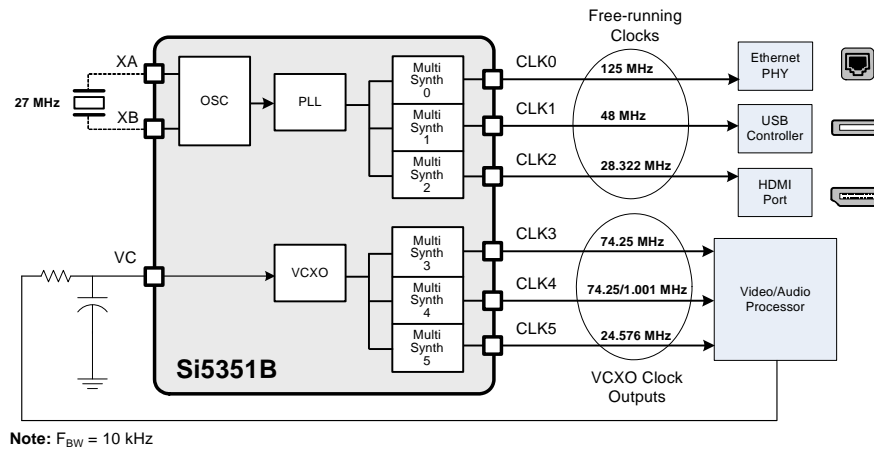 Free-running
Clocks
XA
27 MHz
XB
OSC
PLL
Multi
Synth
0
Multi
Synth
1
Multi
Synth
2
CLK0
125 MHz
CLK1
48 MHz
CLK2
28.322 MHz
Ethernet
PHY
USB
Controller
HDMI
Port
VC
VCXO
Multi
Synth
3
Multi
Synth
4
Multi
Synth
5
CLK3
74.25 MHz
CLK4
74.25/1.001 MHz
CLK5
24.576 MHz
Video/Audio
Processor
Si5351B
VCXO Clock
Outputs
Note: FBW = 10 kHz